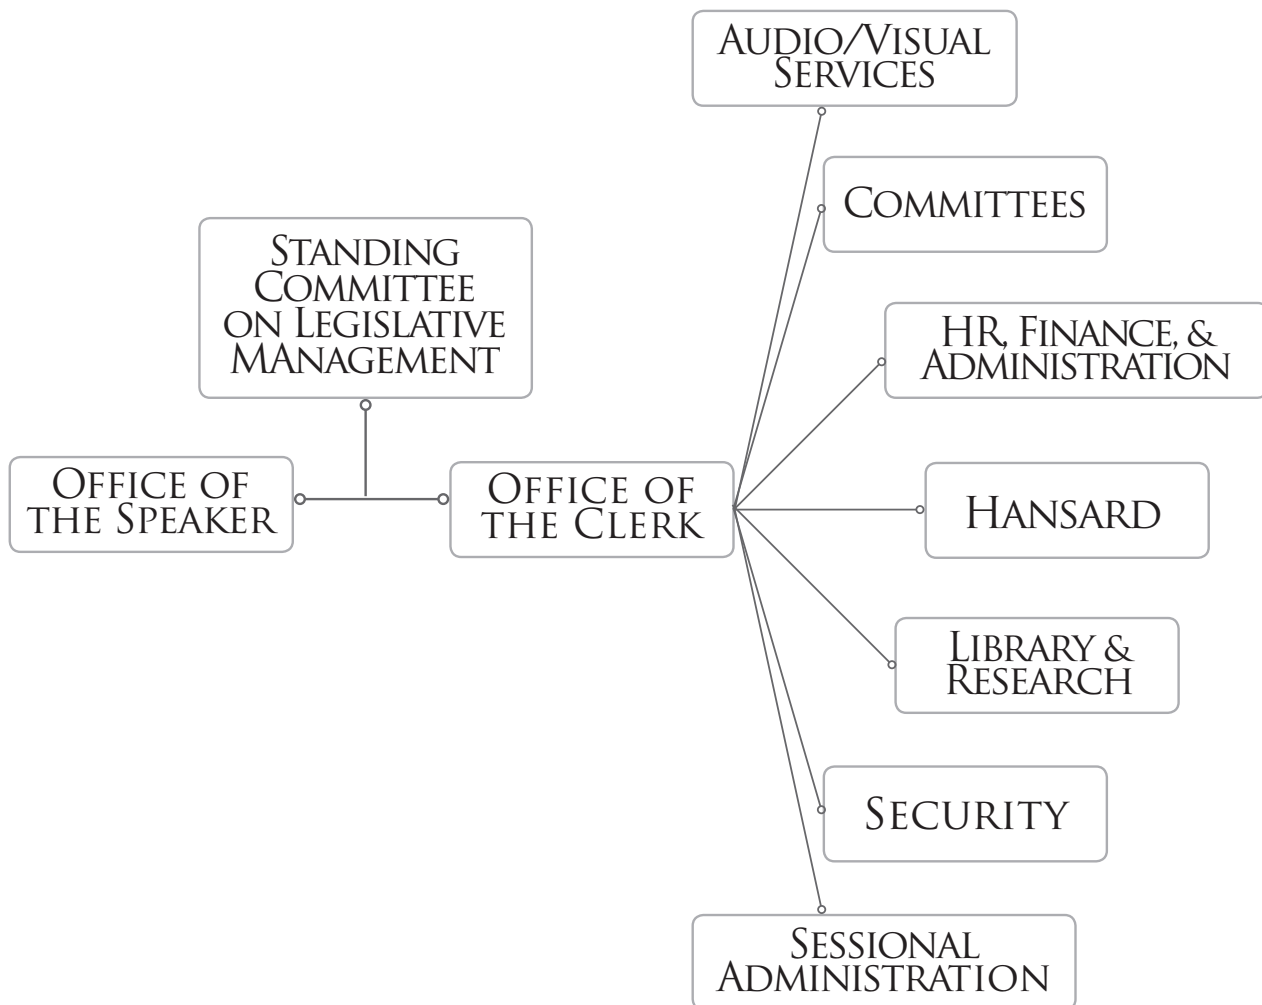 Audio/Visual
Services
Committees
Standing
Committee
on Legislative
MAnagement
HR, Finance, &
Administration
Office of
the Speaker
Office of
the Clerk
Hansard
Library &
Research
Security
Sessional
Administration